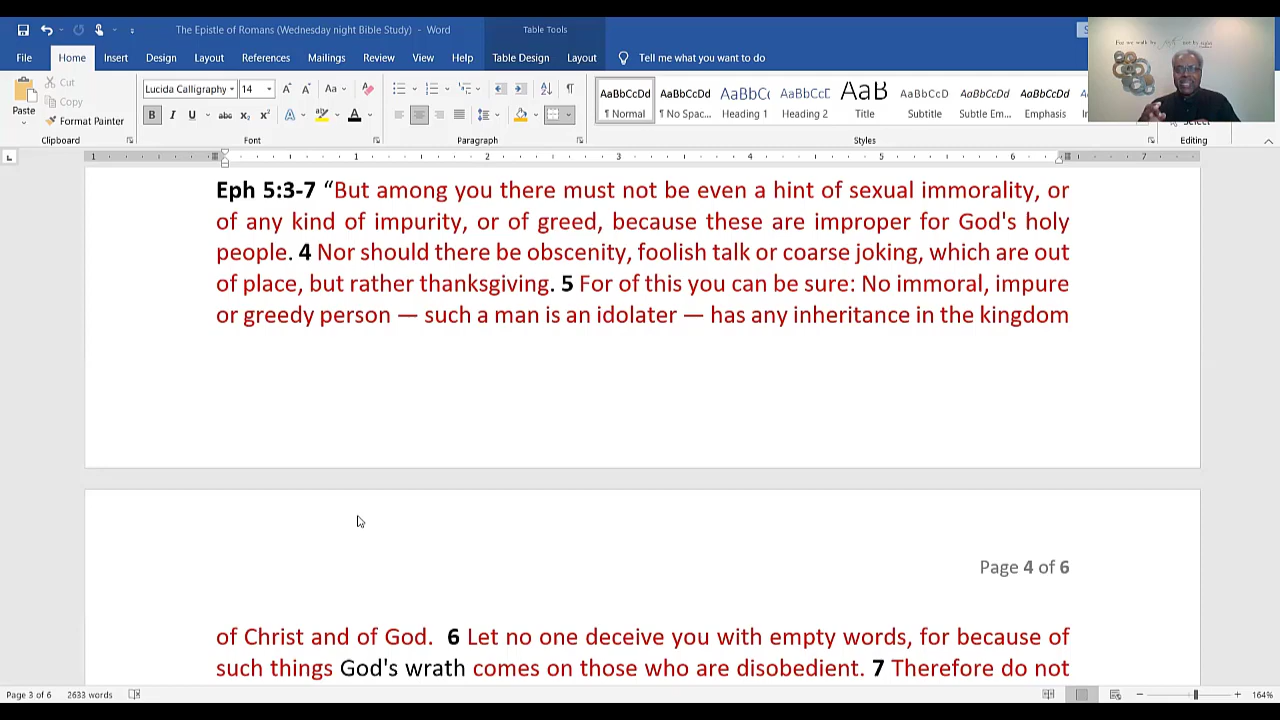 The Epistle of Romans (Wednesday night Bible Study) - Word
Table Tools
File Home Insert Design Layout References Mailings Review View Help Table Design Layout Tell me what you want to do
Paste
Cut
Copy
Format Painter
Clipboard
Lucida Calligraphy 14
Font
Paragraph
AaBbCcDd AaBbCcDd AaBbCc AaBbCcC AaB AaBbCcD AaBbCcDd AaBbCcDd
¶ Normal ¶ No Spac... Heading 1 Heading 2 Title Subtitle Subtle Em... Emphasis
Styles
Editing
1 1 2 3 4 5 6 7
Eph 5:3-7 “But among you there must not be even a hint of sexual immorality, or
of any kind of impurity, or of greed, because these are improper for God's holy
people. 4 Nor should there be obscenity, foolish talk or coarse joking, which are out
of place, but rather thanksgiving. 5 For of this you can be sure: No immoral, impure
or greedy person — such a man is an idolater — has any inheritance in the kingdom
Page 4 of 6
of Christ and of God. 6 Let no one deceive you with empty words, for because of
such things God's wrath comes on those who are disobedient. 7 Therefore do not
Page 3 of 6 2633 words
164%